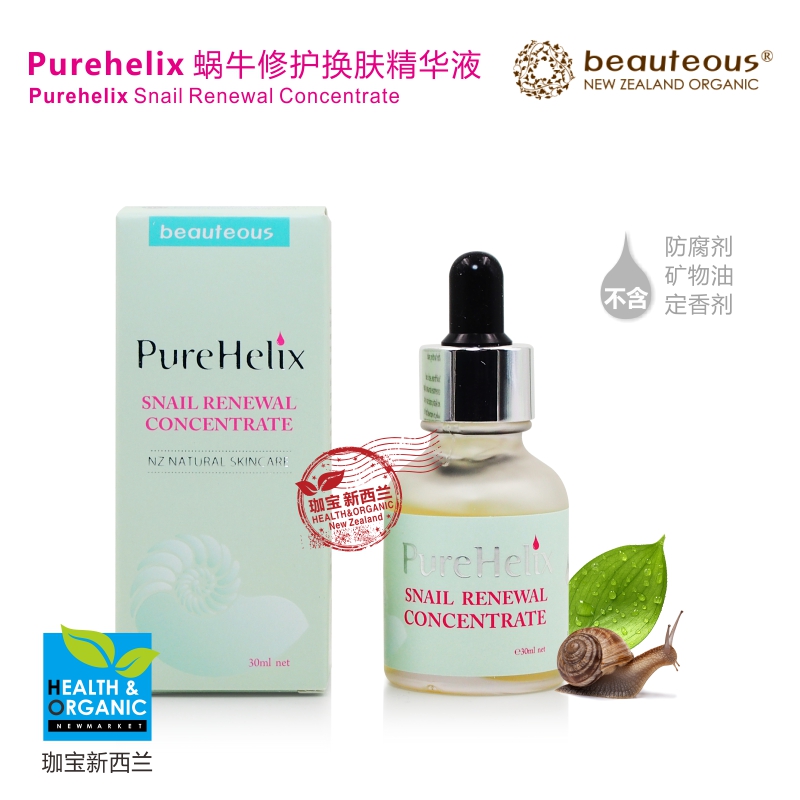 Purehelix 蜗牛修护换肤精华液
Purehelix Snail Renewal Concentrate
beauteous®
NEW ZEALAND ORGANIC
beauteous
PureHelix
SNAIL RENEWAL
CONCENTRATE
NZ NATURAL SKINCARE
30ml net
不含
防腐剂
矿物油
定香剂
珈宝新西兰
HEALTH&ORGANIC
New Zealand
PureHelix
SNAIL RENEWAL
CONCENTRATE
℮30ml net
HEALTH &
ORGANIC
NEWMARKET
珈宝新西兰